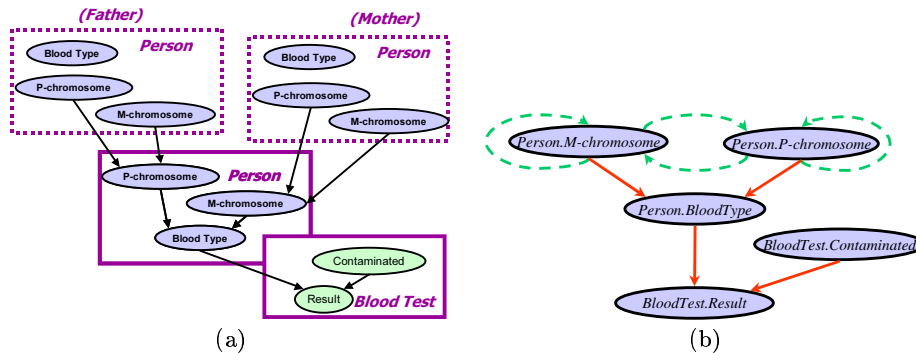 (Father)
(Mother)
Person
Blood Type
P-chromosome
M-chromosome
Person
Blood Type
P-chromosome
M-chromosome
Person
P-chromosome
M-chromosome
Blood Type
Contaminated
Result
Blood Test
(a)
Person.M-chromosome
Person.P-chromosome
Person.BloodType
BloodTest.Contaminated
BloodTest.Result
(b)